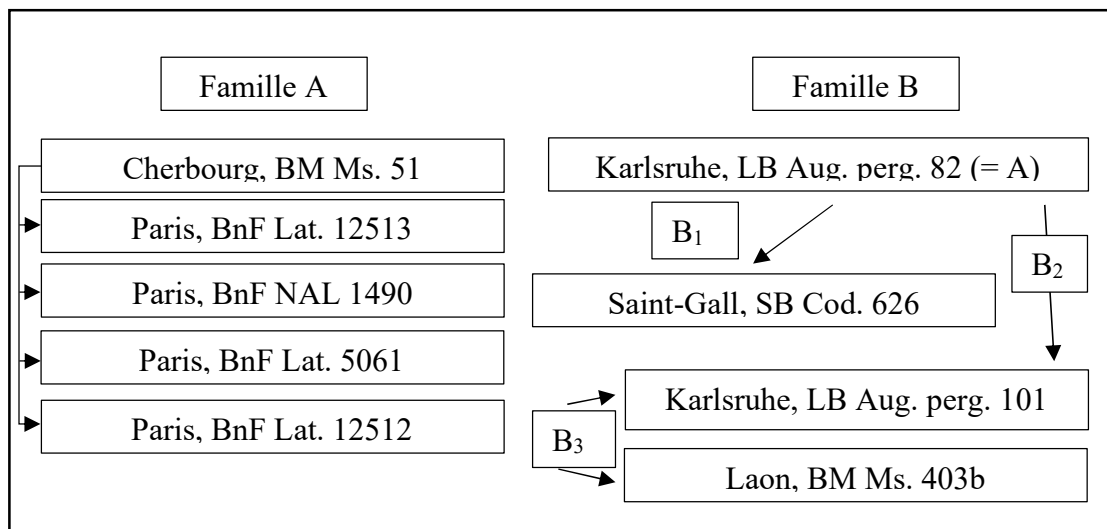 Famille A
Cherbourg, BM Ms. 51
Paris, BnF Lat. 12513
Paris, BnF NAL 1490
Paris, BnF Lat. 5061
Paris, BnF Lat. 12512
Famille B
Karlsruhe, LB Aug. perg. 82 (= A)
B₁
B₂
Saint-Gall, SB Cod. 626
Karlsruhe, LB Aug. perg. 101
B₃
Laon, BM Ms. 403b